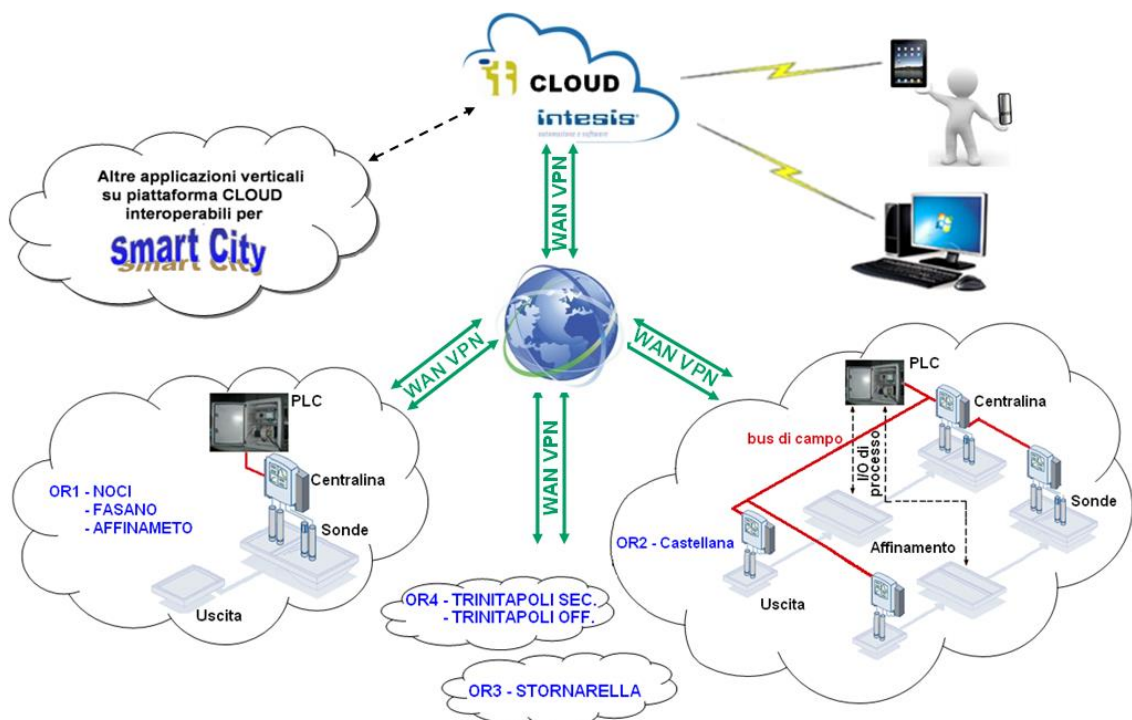 CLOUD
intesis
automazione e software
Altre applicazioni verticali
su piattaforma CLOUD
interoperabili per
Smart City
WAN VPN
WAN VPN
WAN VPN
WAN VPN
PLC
Centralina
OR1 - NOCI
- FASANO
- AFFINAMETO
Sonde
Uscita
PLC
Centralina
bus di campo
I/O di
processo
Sonde
OR2 - Castellana
Affinamento
Uscita
OR4 - TRINITAPOLI SEC.
- TRINITAPOLI OFF.
OR3 - STORNARELLA